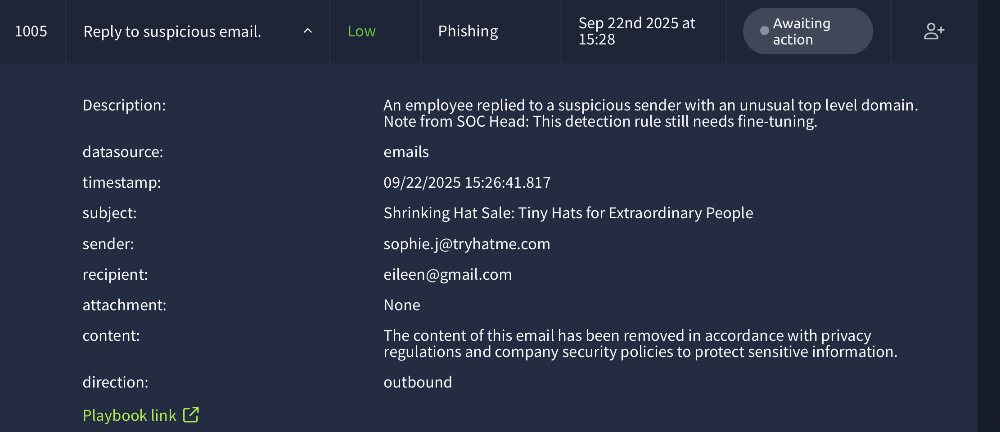 1005
Reply to suspicious email.
Low
Phishing
Sep 22nd 2025 at
15:28
Awaiting
action
Description:
An employee replied to a suspicious sender with an unusual top level domain.
Note from SOC Head: This detection rule still needs fine-tuning.
datasource:
emails
timestamp:
09/22/2025 15:26:41.817
subject:
Shrinking Hat Sale: Tiny Hats for Extraordinary People
sender:
sophie.j@tryhatme.com
recipient:
eileen@gmail.com
attachment:
None
content:
The content of this email has been removed in accordance with privacy
regulations and company security policies to protect sensitive information.
direction:
outbound
Playbook link